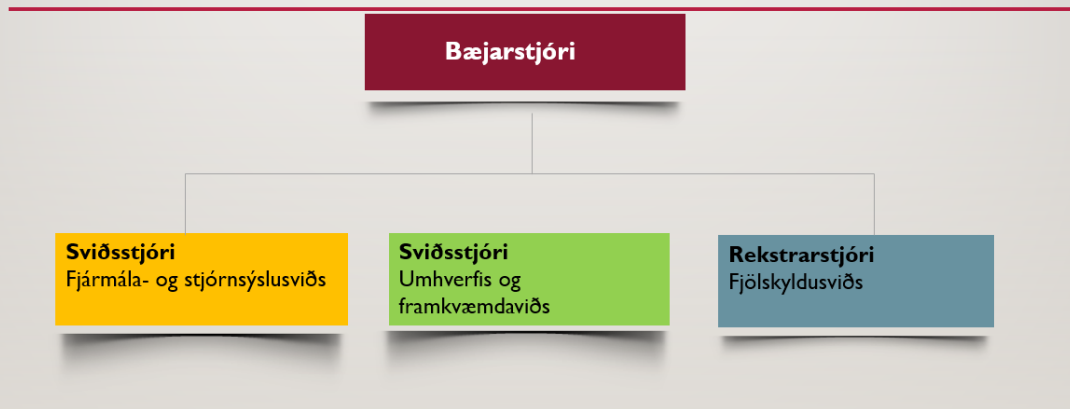 Bæjarstjóri
Sviðsstjóri
Fjármála- og stjórnsýslusviðs
Sviðsstjóri
Umhverfis og
framkvæmdaviðs
Rekstrarstjóri
Fjölskyldusviðs